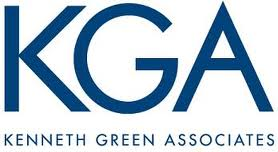 KGA
KENNETH GREEN ASSOCIATES